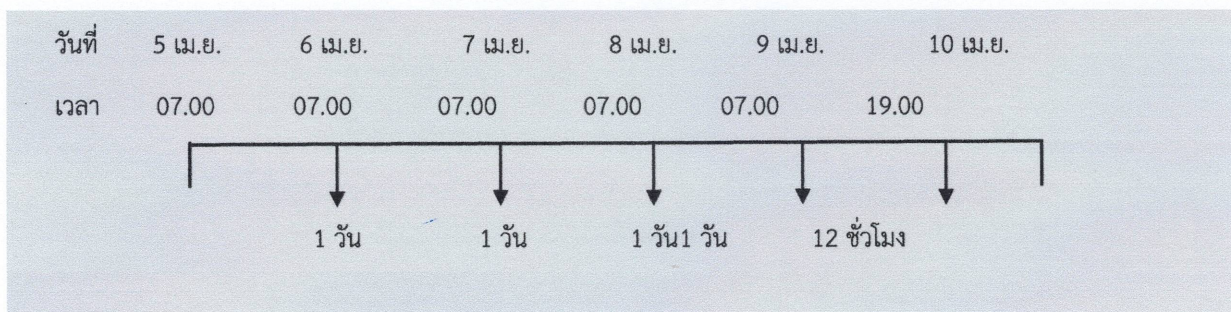 วันที่ 5 เม.ย. 6 เม.ย. 7 เม.ย. 8 เม.ย. 9 เม.ย. 10 เม.ย.
เวลา 07.00 07.00 07.00 07.00 07.00 19.00
1 วัน 1 วัน 1 วัน1 วัน 12 ชั่วโมง